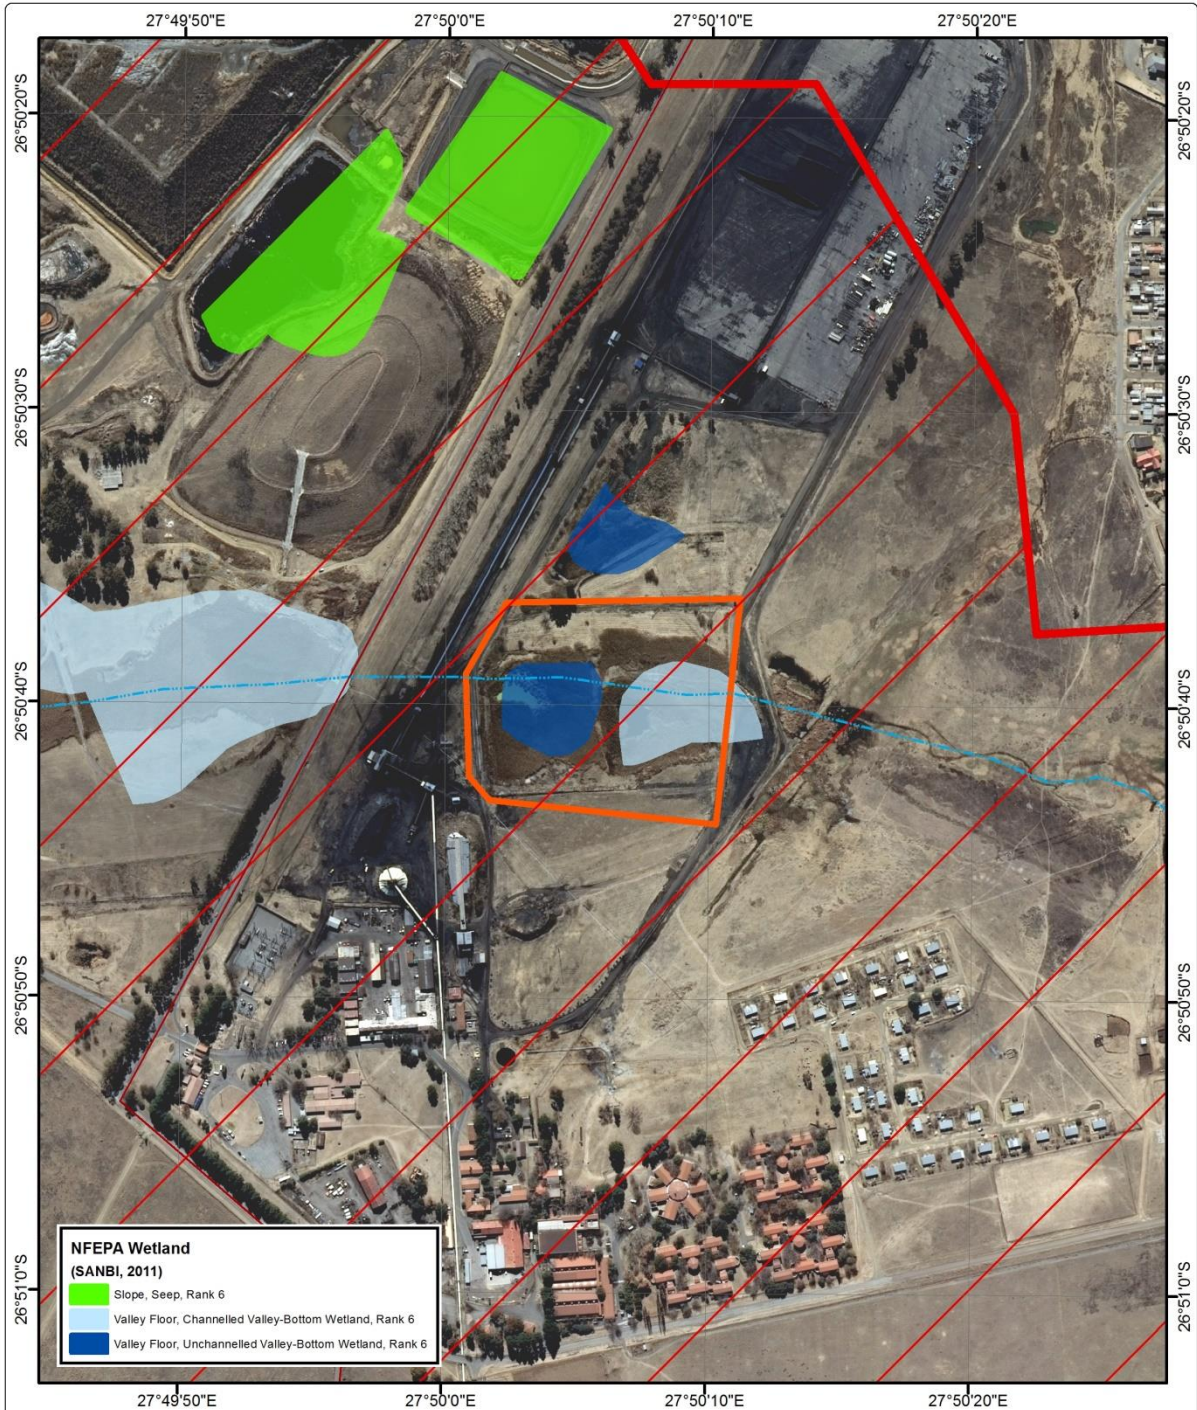 27°49'50"E
27°50'0"E
27°50'10"E
27°50'20"E
26°50'20"S
26°50'20"S
26°50'30"S
26°50'30"S
26°50'40"S
26°50'40"S
26°50'50"S
26°50'50"S
26°51'0"S
26°51'0"S
NFEPA Wetland
(SANBI, 2011)
Slope, Seep, Rank 6
Valley Floor, Channelled Valley-Bottom Wetland, Rank 6
Valley Floor, Unchannelled Valley-Bottom Wetland, Rank 6
27°49'50"E
27°50'0"E
27°50'10"E
27°50'20"E